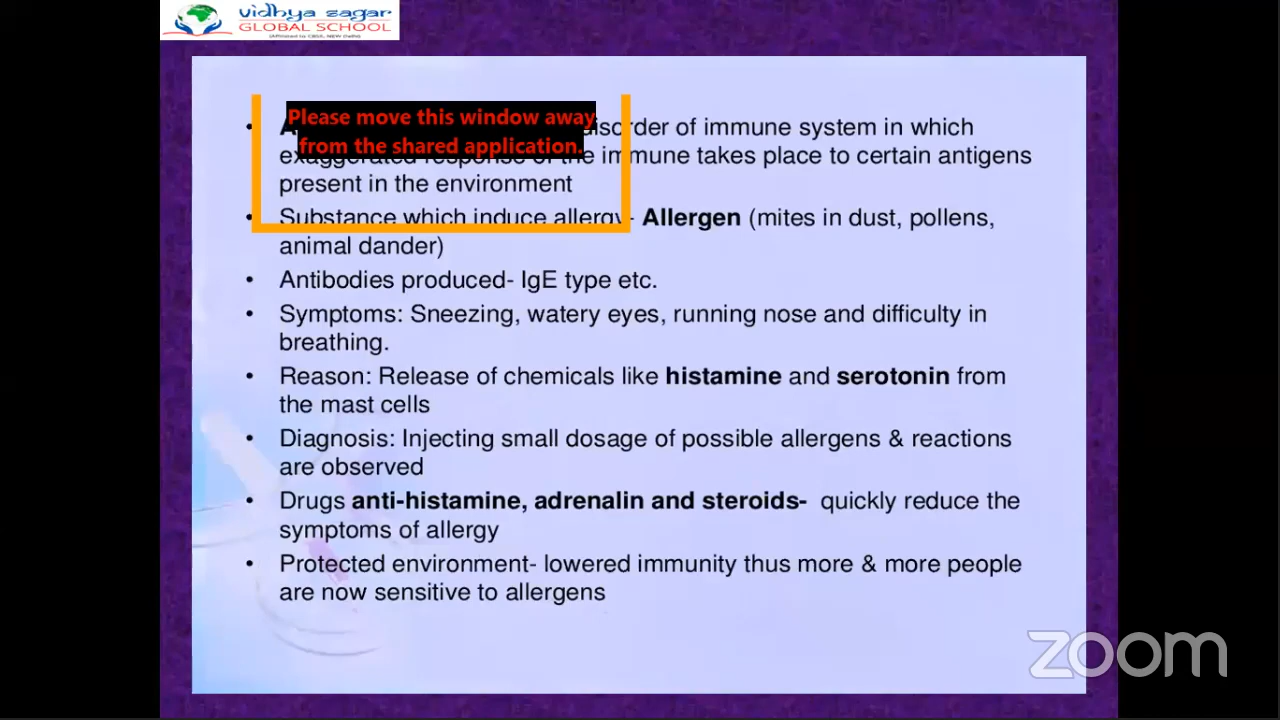 vidhya sagar
GLOBAL SCHOOL
(Affiliated to CBSE, NEW Delhi)
Please move this window away
from the shared application.
• disorder of immune system in which
exaggerated response of the immune takes place to certain antigens
present in the environment
• Substance which induce allergy- Allergen (mites in dust, pollens,
animal dander)
• Antibodies produced- IgE type etc.
• Symptoms: Sneezing, watery eyes, running nose and difficulty in
breathing.
• Reason: Release of chemicals like histamine and serotonin from
the mast cells
• Diagnosis: Injecting small dosage of possible allergens & reactions
are observed
• Drugs anti-histamine, adrenalin and steroids- quickly reduce the
symptoms of allergy
• Protected environment- lowered immunity thus more & more people
are now sensitive to allergens
zoom